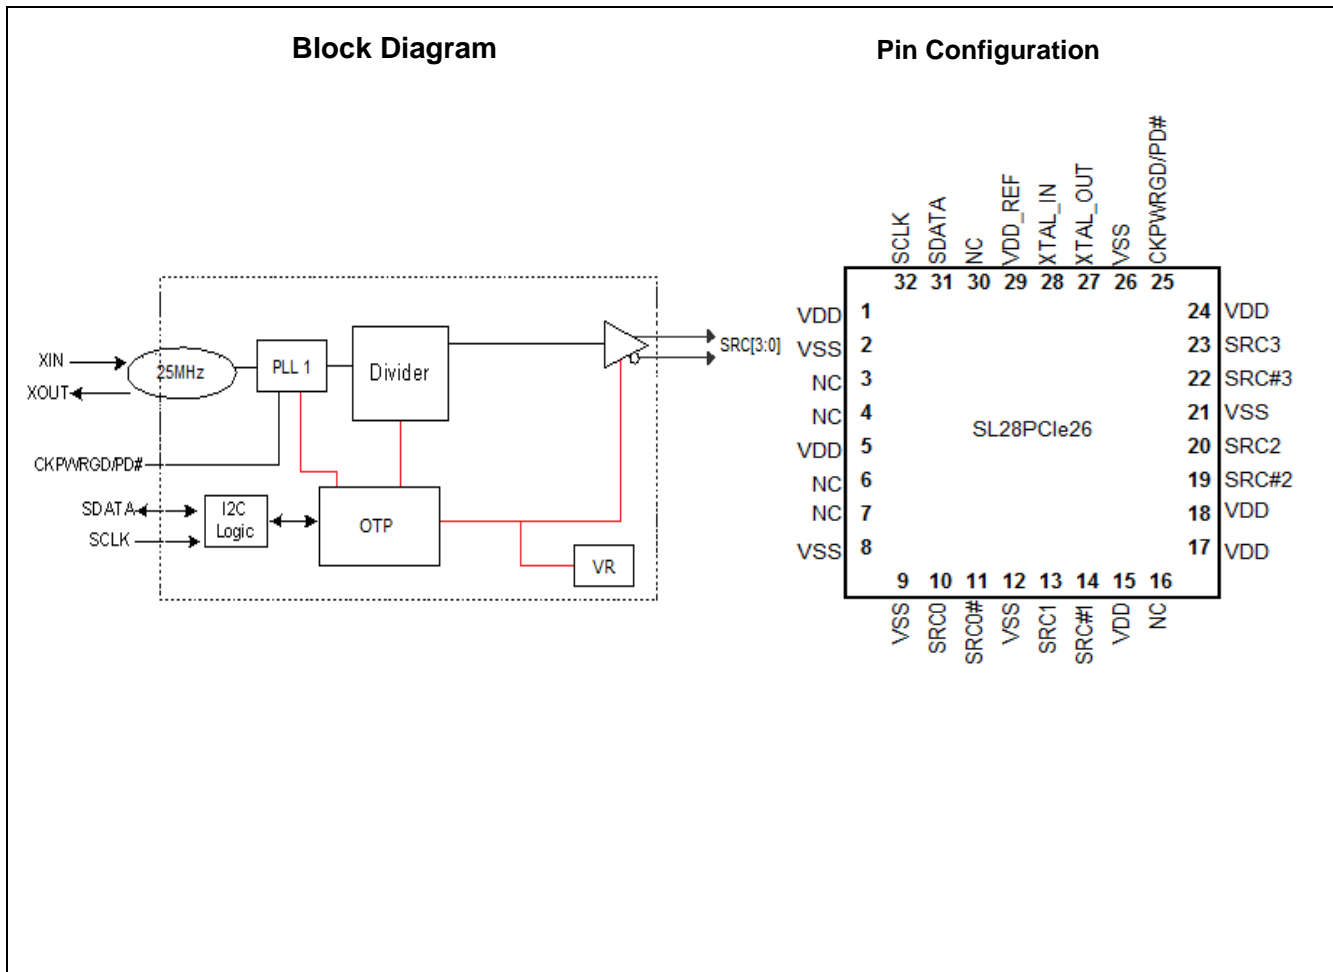 Block Diagram
XIN
XOUT
25MHz
PLL 1
Divider
SRC[3:0]
CKPWRGD/PD#
SDATA
SCLK
I2C
Logic
OTP
VR
Pin Configuration
SCLK
SDATA
NC
VDD_REF
XTAL_IN
XTAL_OUT
VSS
CKPWRGD/PD#
32 31 30 29 28 27 26 25
VDD 1
VSS 2
NC 3
NC 4
VDD 5
NC 6
NC 7
VSS 8
SL28PCIe26
24 VDD
23 SRC3
22 SRC#3
21 VSS
20 SRC2
19 SRC#2
18 VDD
17 VDD
9 10 11 12 13 14 15 16
VSS
SRC0
SRC0#
VSS
SRC1
SRC#1
VDD
NC